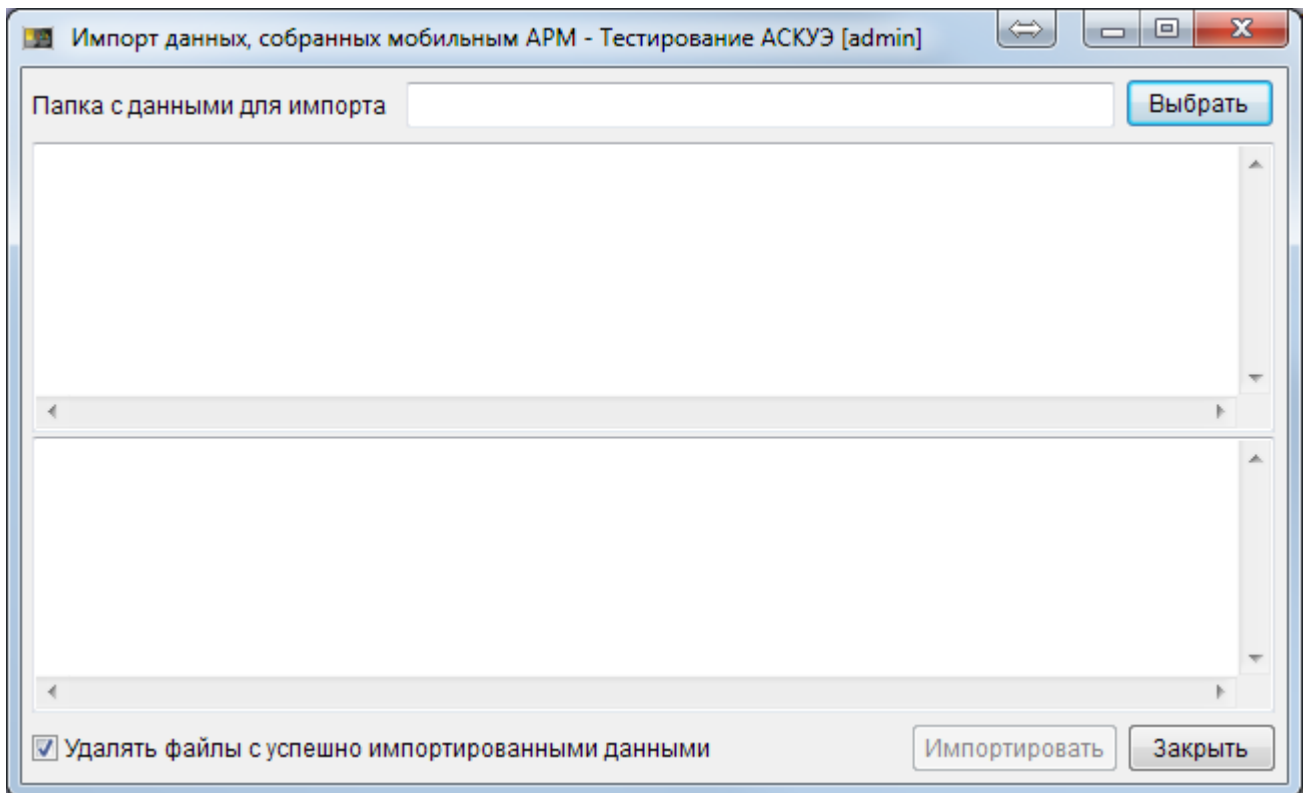 Импорт данных, собранных мобильным АРМ - Тестирование АСКУЭ [admin]
Папка с данными для импорта
Выбрать
Удалять файлы с успешно импортированными данными
Импортировать
Закрыть